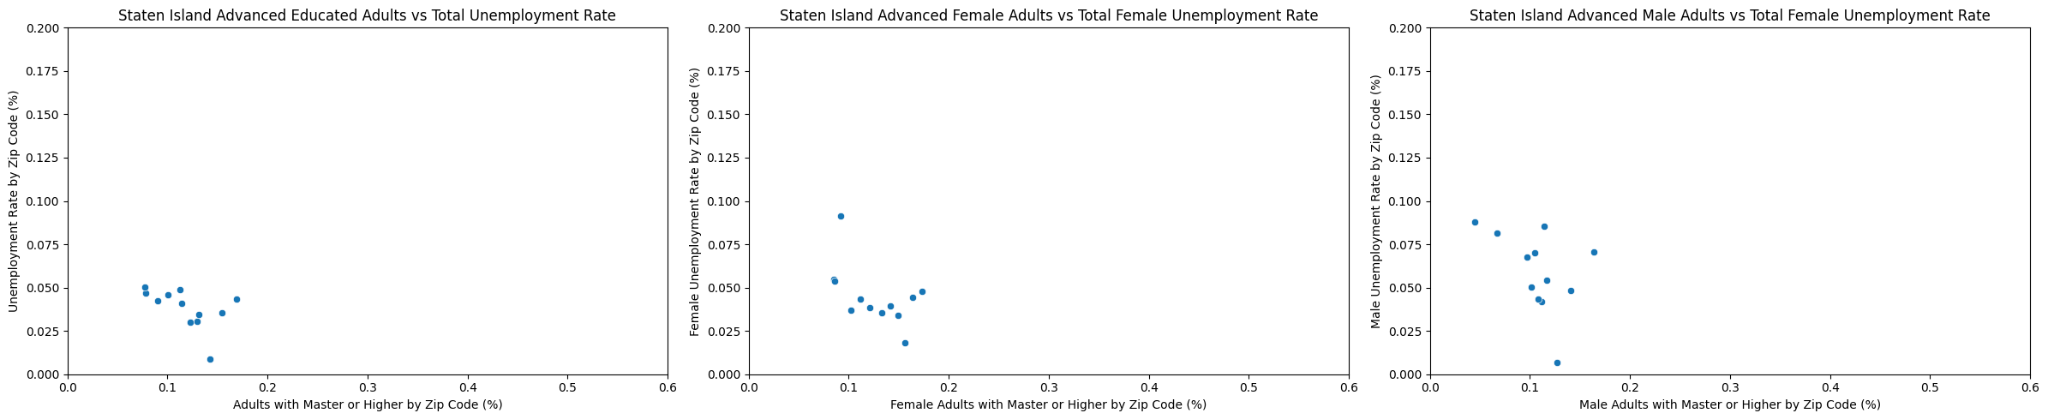 Staten Island Advanced Educated Adults vs Total Unemployment Rate
0.200
0.175
0.150
0.125
0.100
0.075
0.050
0.025
0.000
Unemployment Rate by Zip Code (%)
0.0 0.1 0.2 0.3 0.4 0.5 0.6
Adults with Master or Higher by Zip Code (%)
Staten Island Advanced Female Adults vs Total Female Unemployment Rate
0.200
0.175
0.150
0.125
0.100
0.075
0.050
0.025
0.000
Female Unemployment Rate by Zip Code (%)
0.0 0.1 0.2 0.3 0.4 0.5 0.6
Female Adults with Master or Higher by Zip Code (%)
Staten Island Advanced Male Adults vs Total Female Unemployment Rate
0.200
0.175
0.150
0.125
0.100
0.075
0.050
0.025
0.000
Male Unemployment Rate by Zip Code (%)
0.0 0.1 0.2 0.3 0.4 0.5 0.6
Male Adults with Master or Higher by Zip Code (%)